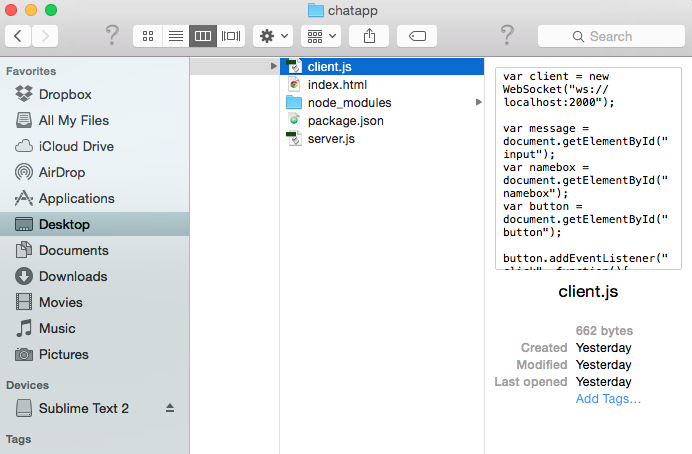 chatapp
? ?
Search
Favorites
Dropbox
All My Files
iCloud Drive
AirDrop
Applications
Desktop
Documents
Downloads
Movies
Music
Pictures
Devices
Sublime Text 2
Tags
client.js
index.html
node_modules
package.json
server.js
var client = new
WebSocket("ws://
localhost:2000");
var message =
document.getElementById("
input");
var namebox =
document.getElementById("
namebox");
var button =
document.getElementById("
button");
button.addEventListener("
click", function(){
client.js
662 bytes
Created Yesterday
Modified Yesterday
Last opened Yesterday
Add Tags…